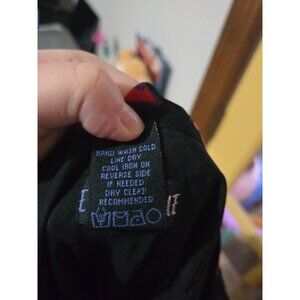 HAND WASH COLD
LINE DRY
COOL IRON ON
REVERSE SIDE
IF NEEDED
DRY CLEAN
RECOMMENDED